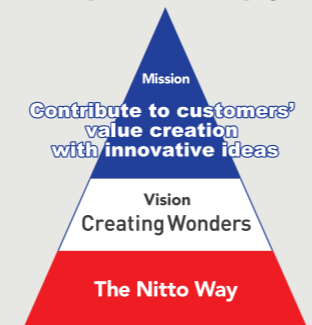 Mission
Contribute to customers'
value creation
with innovative ideas
Vision
Creating Wonders
The Nitto Way